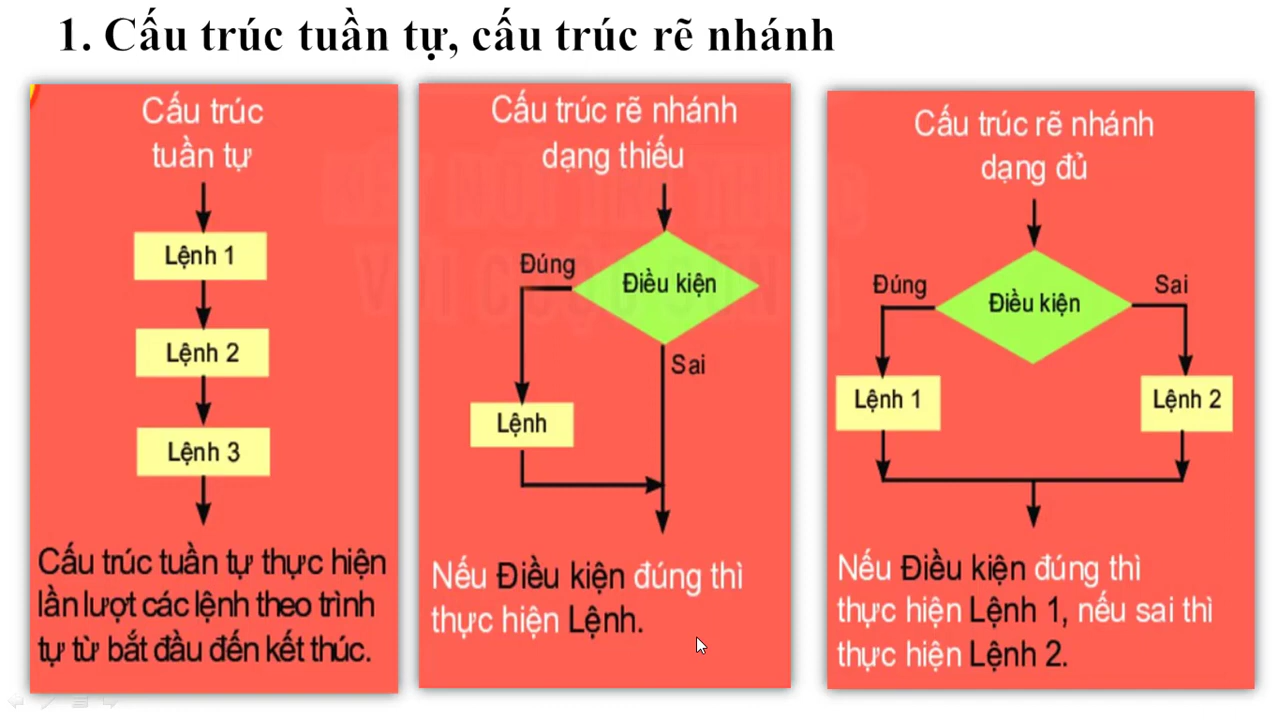 1. Cấu trúc tuần tự, cấu trúc rẽ nhánh
Cấu trúc
tuần tự
Lệnh 1
Lệnh 2
Lệnh 3
Cấu trúc tuần tự thực hiện
lần lượt các lệnh theo trình
tự từ bắt đầu đến kết thúc.
Cấu trúc rẽ nhánh
dạng thiếu
Đúng
Điều kiện
Sai
Lệnh
Nếu Điều kiện đúng thì
thực hiện Lệnh.
Cấu trúc rẽ nhánh
dạng đủ
Đúng
Điều kiện
Sai
Lệnh 1
Lệnh 2
Nếu Điều kiện đúng thì
thực hiện Lệnh 1, nếu sai thì
thực hiện Lệnh 2.